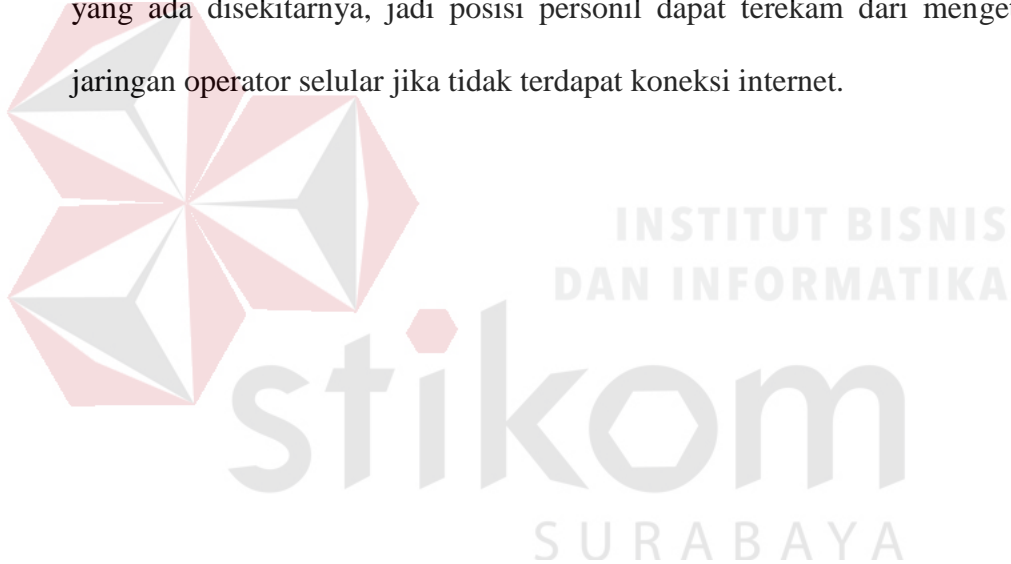 yang ada disekitarnya, jadi posisi personil dapat terekam dari menge
jaringan operator selular jika tidak terdapat koneksi internet.
INSTITUT BISNIS
DAN INFORMATIKA
stikom
SURABAYA